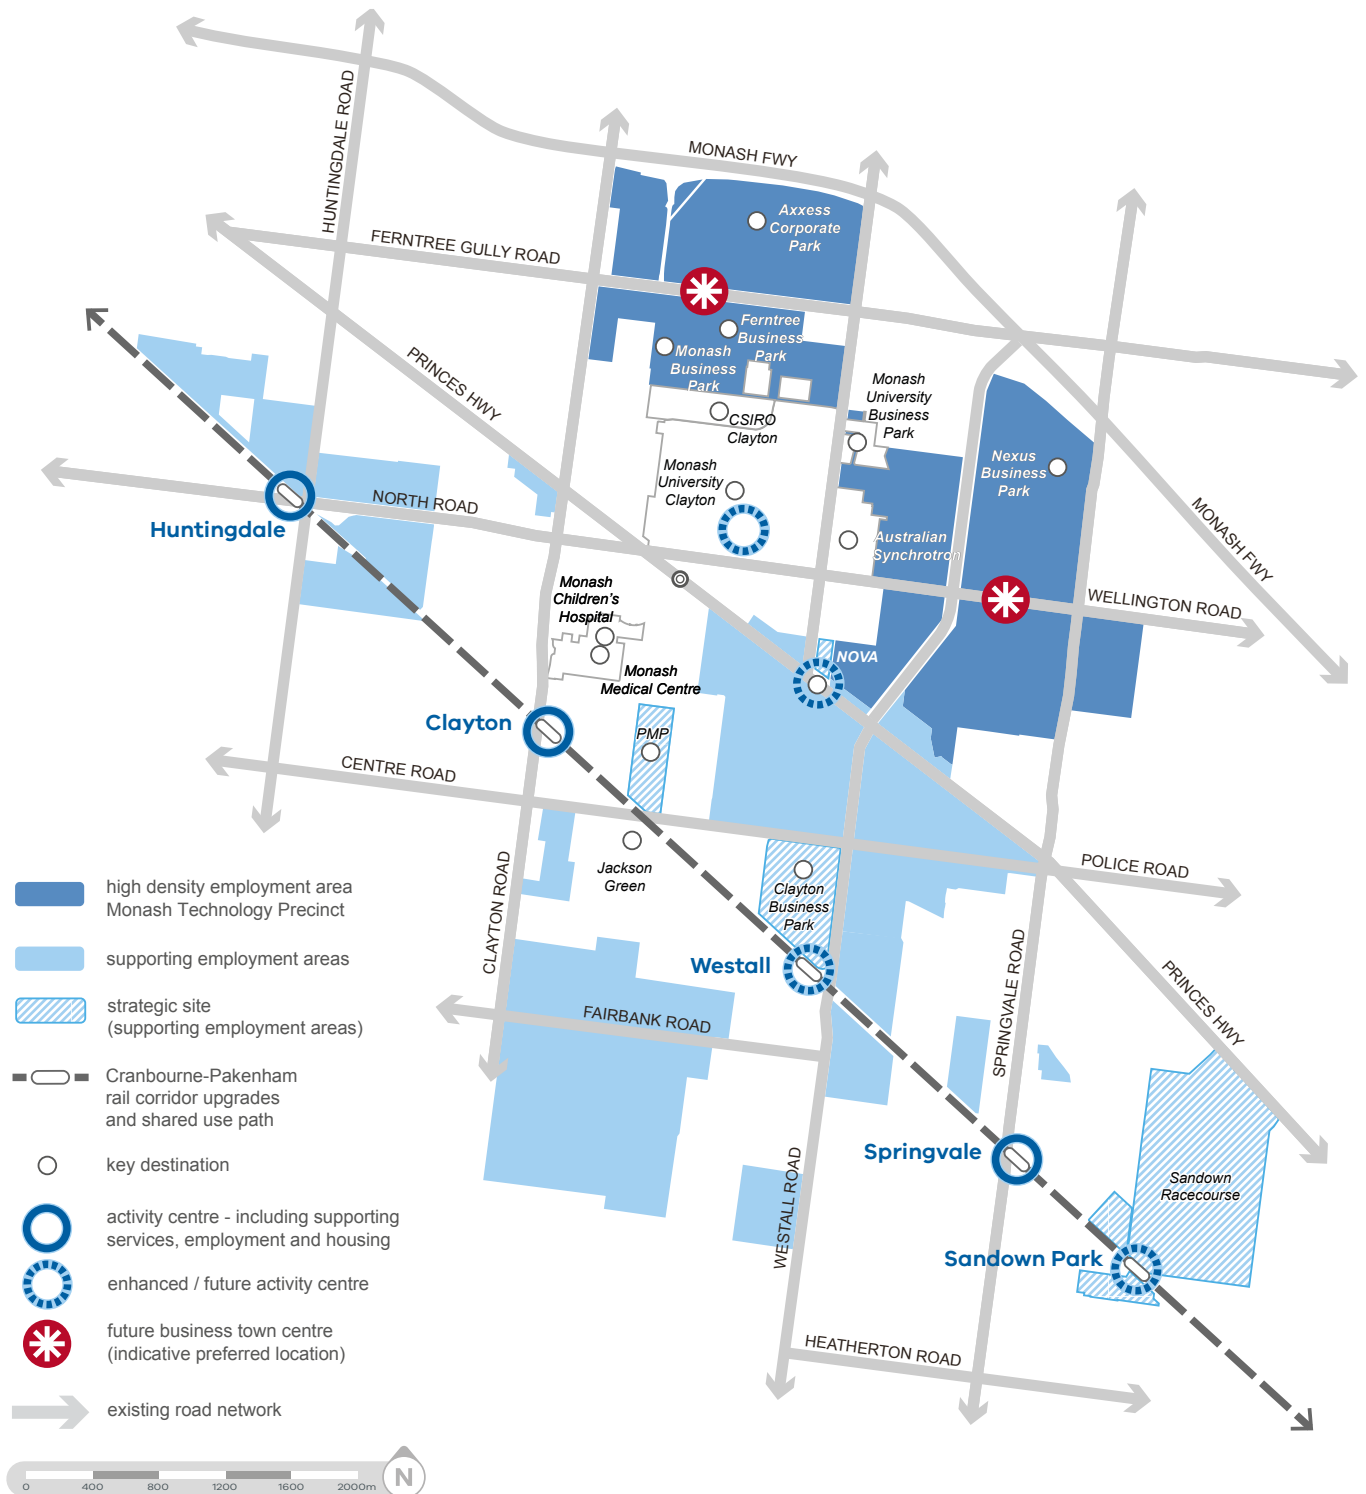 MONASH FWY
HUNTINGDALE ROAD
FERNTREE GULLY ROAD
Axxess
Corporate
Park
Ferntree
Business
Park
Monash
Business
Park
PRINCES HWY
CSIRO
Clayton
Monash
University
Business
Park
Monash
University
Clayton
Nexus
Business
Park
NORTH ROAD
Huntingdale
Australian
Synchrotron
MONASH FWY
WELLINGTON ROAD
Monash
Children's
Hospital
Monash
Medical Centre
NOVA
Clayton
PMP
CENTRE ROAD
POLICE ROAD
Jackson
Green
Clayton
Business
Park
CLAYTON ROAD
Westall
SPRINGVALE ROAD
PRINCES HWY
FAIRBANK ROAD
Springvale
Sandown
Racecourse
WESTALL ROAD
Sandown Park
HEATHERTON ROAD
high density employment area
Monash Technology Precinct
supporting employment areas
strategic site
(supporting employment areas)
Cranbourne-Pakenham
rail corridor upgrades
and shared use path
key destination
activity centre - including supporting
services, employment and housing
enhanced / future activity centre
future business town centre
(indicative preferred location)
existing road network
0 400 800 1200 1600 2000m
N